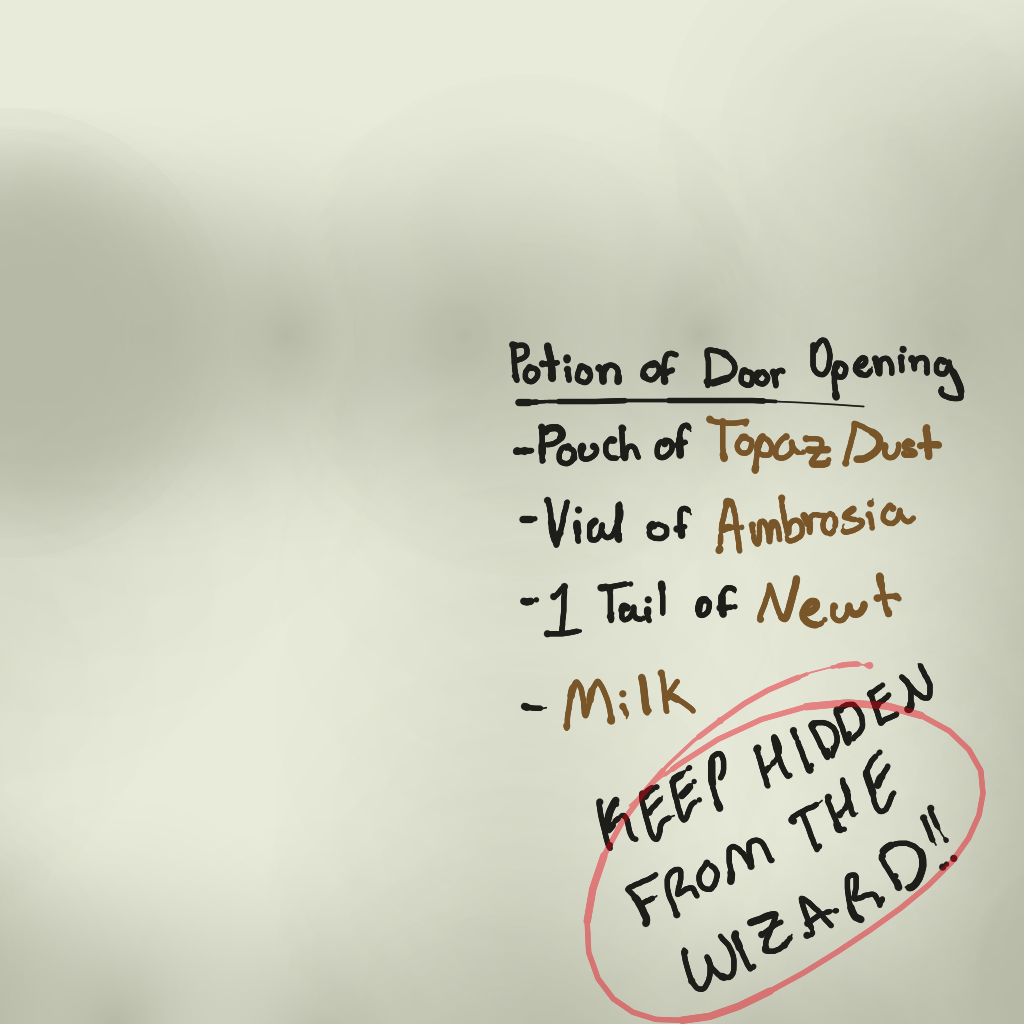 Potion of Door Opening
- Pouch of Topaz Dust
- Vial of Ambrosia
- 1 Tail of Newt
- Milk
KEEP HIDDEN
FROM THE
WIZARD!!